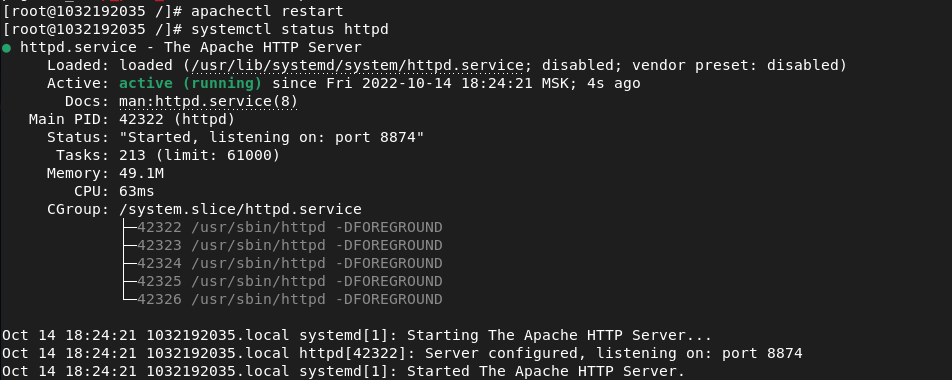 [root@1032192035 /]# apachectl restart
[root@1032192035 /]# systemctl status httpd
● httpd.service - The Apache HTTP Server
     Loaded: loaded (/usr/lib/systemd/system/httpd.service; disabled; vendor preset: disabled)
     Active: active (running) since Fri 2022-10-14 18:24:21 MSK; 4s ago
       Docs: man:httpd.service(8)
   Main PID: 42322 (httpd)
     Status: "Started, listening on: port 8874"
      Tasks: 213 (limit: 61000)
     Memory: 49.1M
        CPU: 63ms
     CGroup: /system.slice/httpd.service
             ├─42322 /usr/sbin/httpd -DFOREGROUND
             ├─42323 /usr/sbin/httpd -DFOREGROUND
             ├─42324 /usr/sbin/httpd -DFOREGROUND
             ├─42325 /usr/sbin/httpd -DFOREGROUND
             └─42326 /usr/sbin/httpd -DFOREGROUND
Oct 14 18:24:21 1032192035.local systemd[1]: Starting The Apache HTTP Server...
Oct 14 18:24:21 1032192035.local httpd[42322]: Server configured, listening on: port 8874
Oct 14 18:24:21 1032192035.local systemd[1]: Started The Apache HTTP Server.